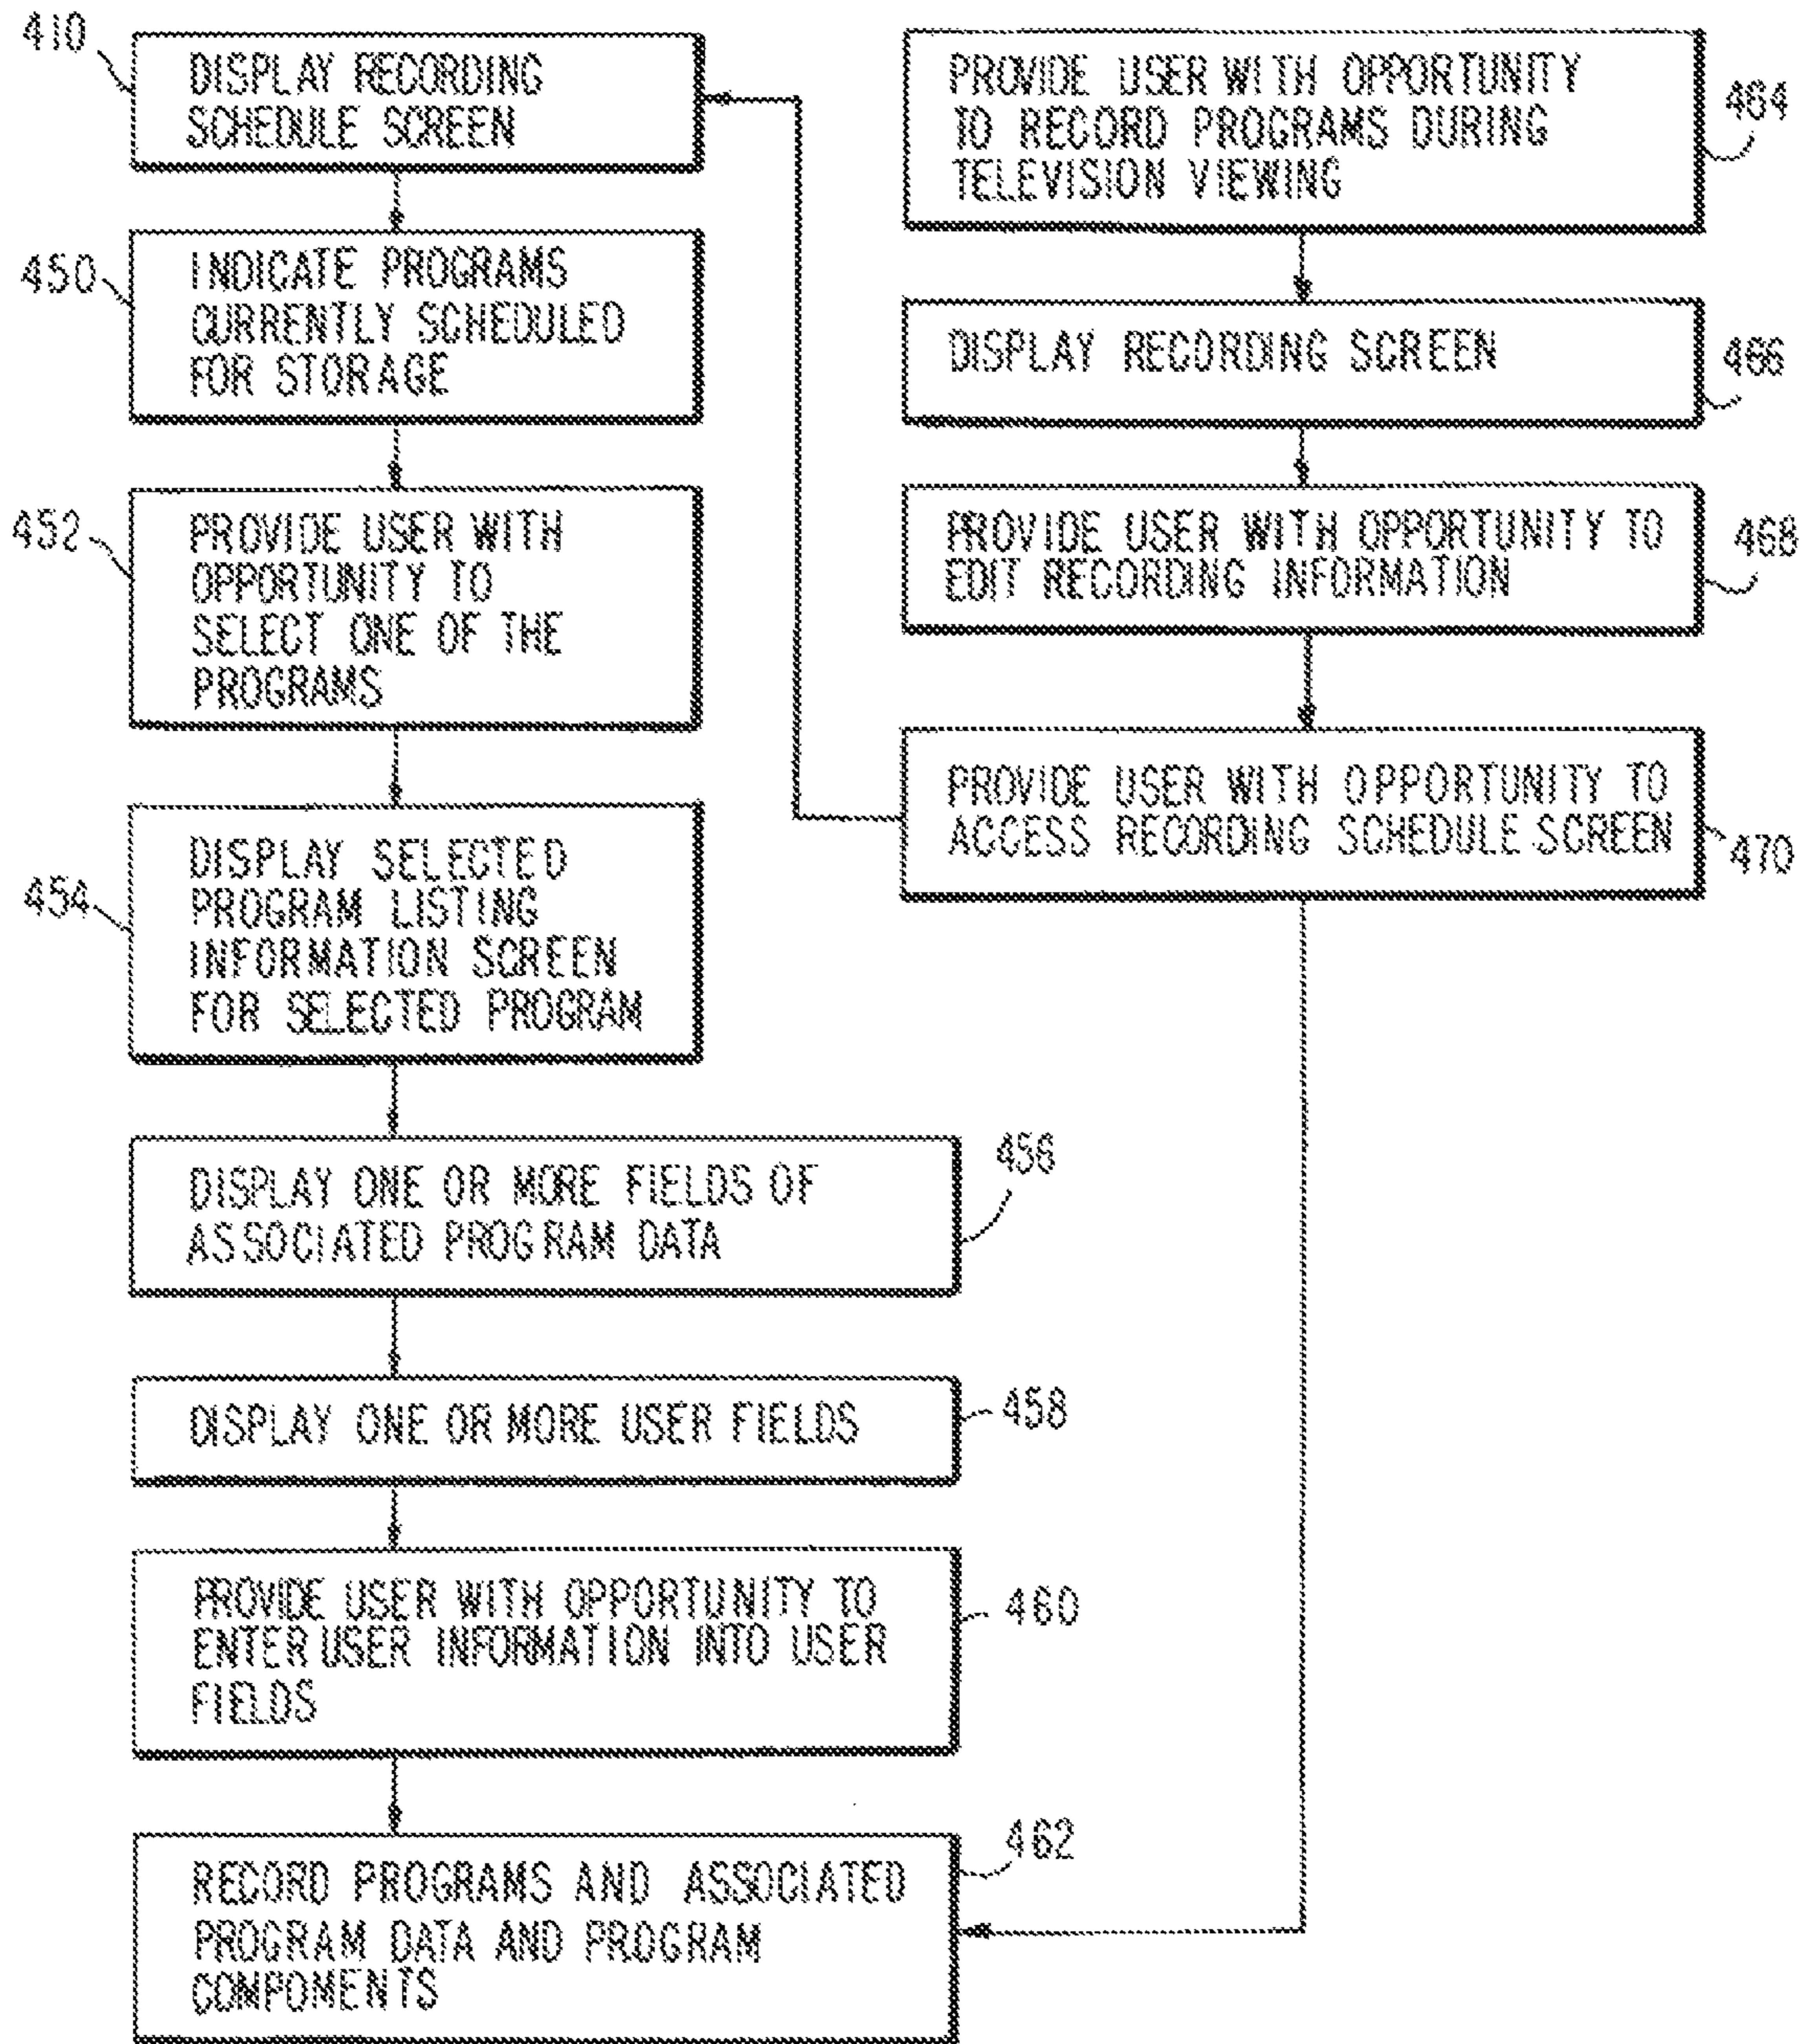 410
DISPLAY RECORDING
SCHEDULE SCREEN
450
INDICATE PROGRAMS
CURRENTLY SCHEDULED
FOR STORAGE
452
PROVIDE USER WITH
OPPORTUNITY TO
SELECT ONE OF THE
PROGRAMS
454
DISPLAY SELECTED
PROGRAM LISTING
INFORMATION SCREEN
FOR SELECTED PROGRAM
456
DISPLAY ONE OR MORE FIELDS OF
ASSOCIATED PROGRAM DATA
458
DISPLAY ONE OR MORE USER FIELDS
460
PROVIDE USER WITH OPPORTUNITY TO
ENTER USER INFORMATION INTO USER
FIELDS
462
RECORD PROGRAMS AND ASSOCIATED
PROGRAM DATA AND PROGRAM
COMPOMENTS
464
PROVIDE USER WITH OPPORTUNITY
TO RECORD PROGRAMS DURING
TELEVISION VIEWING
466
DISPLAY RECORDING SCREEN
468
PROVIDE USER WITH OPPORTUNITY TO
EDIT RECORDING INFORMATION
470
PROVIDE USER WITH OPPORTUNITY TO
ACCESS RECORDING SCHEDULE SCREEN